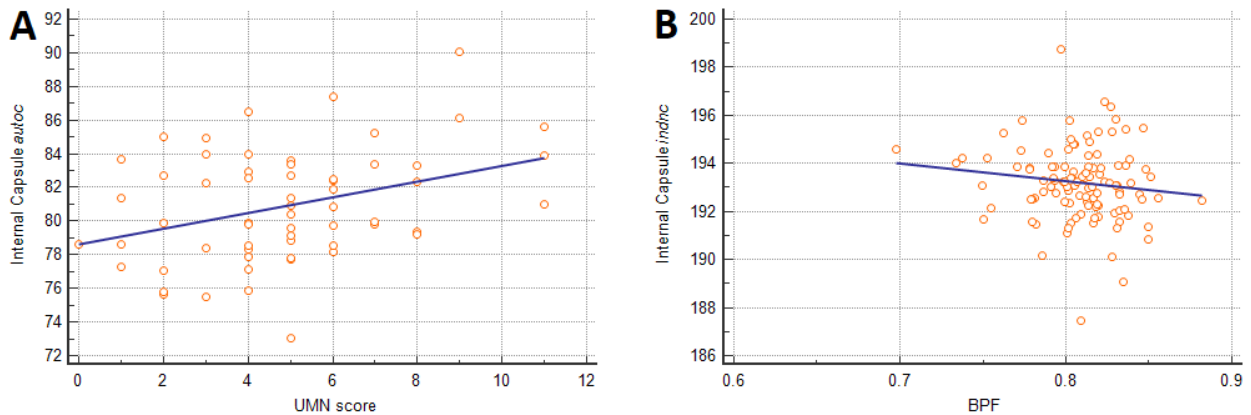 A
Internal Capsule autoc
92
90
88
86
84
82
80
78
76
74
72
0 2 4 6 8 10 12
UMN score
B
Internal Capsule indnc
200
198
196
194
192
190
188
186
0.6 0.7 0.8 0.9
BPF